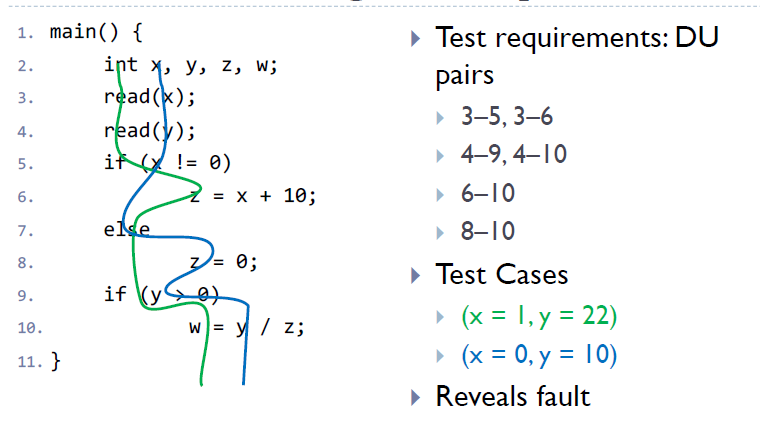 1. main() {
2. int x, y, z, w;
3. read(x);
4. read(y);
5. if (x != 0)
6. z = x + 10;
7. else
8. z = 0;
9. if (y > 0)
10. w = y / z;
11. }
Test requirements: DU
pairs
3–5, 3–6
4–9, 4–10
6–10
8–10
Test Cases
(x = 1, y = 22)
(x = 0, y = 10)
Reveals fault